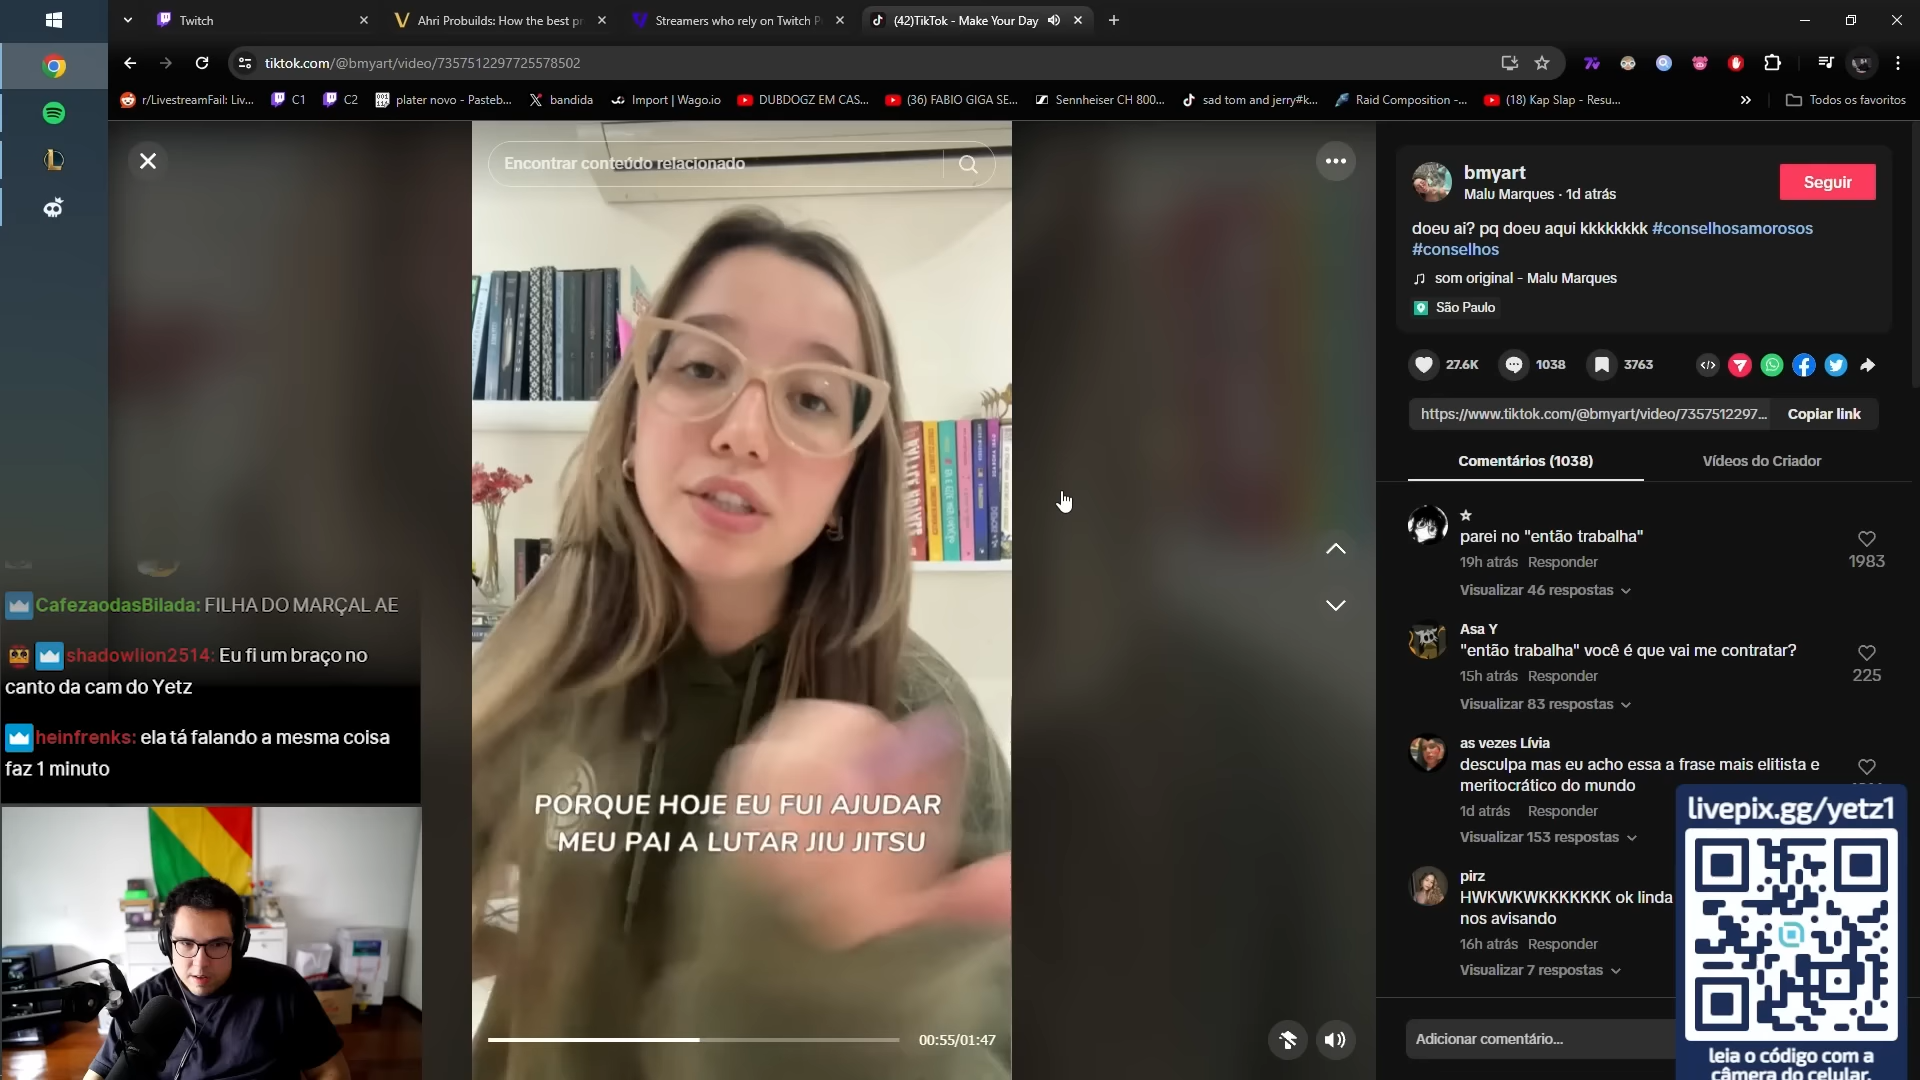 Twitch
Ahri Probuilds: How the best pr
Streamers who rely on Twitch P
(42)TikTok - Make Your Day
tiktok.com/@bmyart/video/7357512297725578502
r/LivestreamFail: Liv...
C1
C2
plater novo - Pasteb...
bandida
Import | Wago.io
DUBDOGZ EM CAS...
(36) FABIO GIGA SE...
Sennheiser CH 800...
sad tom and jerry#k...
Raid Composition -...
(18) Kap Slap - Resu...
Todos os favoritos
Encontrar conteúdo relacionado
PORQUE HOJE EU FUI AJUDAR
MEU PAI A LUTAR JIU JITSU
00:55/01:47
CafezaodasBilada: FILHA DO MARÇAL AE
shadowlion2514: Eu fi um braço no
canto da cam do Yetz
heinfrenks: ela tá falando a mesma coisa
faz 1 minuto
bmyart
Malu Marques · 1d atrás
Seguir
doeu ai? pq doeu aqui kkkkkkkk #conselhosamorosos
#conselhos
som original - Malu Marques
São Paulo
27.6K
1038
3763
https://www.tiktok.com/@bmyart/video/7357512297...
Copiar link
Comentários (1038)
Vídeos do Criador
parei no "então trabalha"
19h atrás Responder
1983
Visualizar 46 respostas
Asa Y
"então trabalha" você é que vai me contratar?
15h atrás Responder
225
Visualizar 83 respostas
as vezes Lívia
desculpa mas eu acho essa a frase mais elitista e
meritocrático do mundo
1d atrás Responder
Visualizar 153 respostas
pirz
HWKWKWKKKKKKK ok linda
nos avisando
16h atrás Responder
Visualizar 7 respostas
Adicionar comentário...
livepix.gg/yetz1
leia o código com a
câmera do celular.